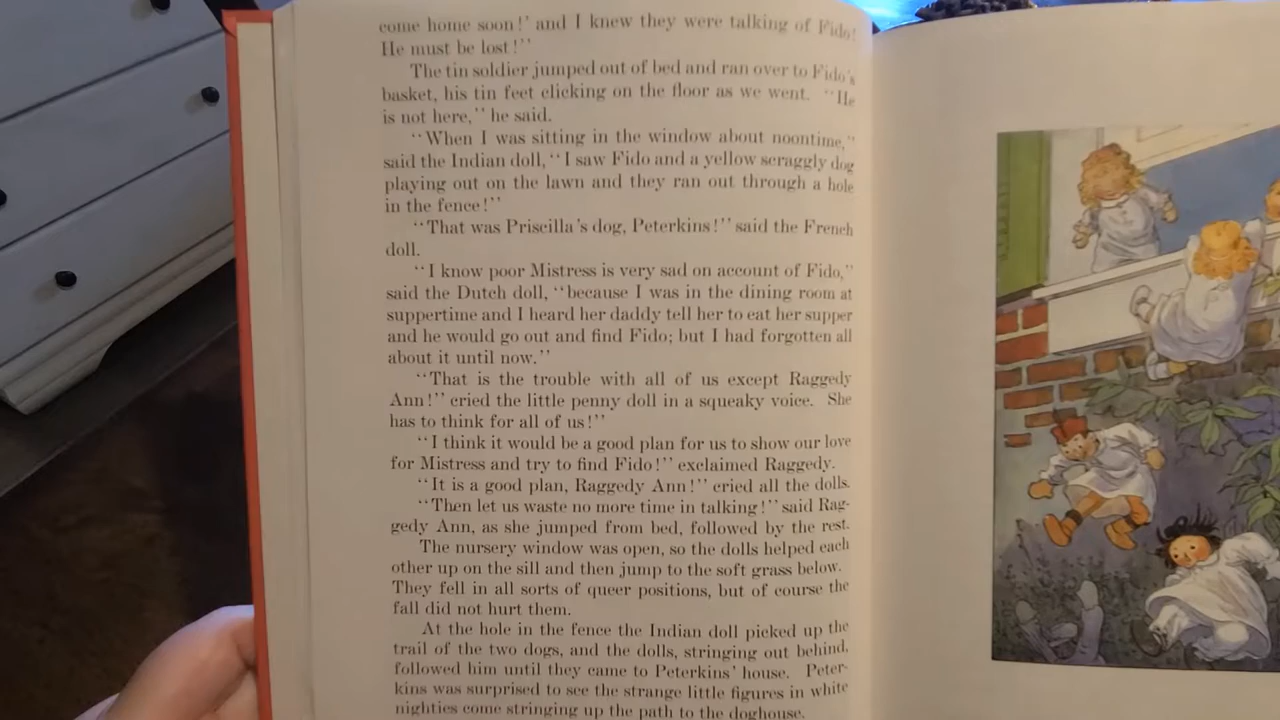 come home soon!' and I knew they were talking of Fido!
He must be lost!''
The tin soldier jumped out of bed and ran over to Fido's
basket, his tin feet clicking on the floor as we went. ''He
is not here,'' he said.
''When I was sitting in the window about noontime,''
said the Indian doll, ''I saw Fido and a yellow scraggly dog
playing out on the lawn and they ran out through a hole
in the fence!''
''That was Priscilla's dog, Peterkins!'' said the French
doll.
''I know poor Mistress is very sad on account of Fido,''
said the Dutch doll, ''because I was in the dining room at
suppertime and I heard her daddy tell her to eat her supper
and he would go out and find Fido; but I had forgotten all
about it until now.''
''That is the trouble with all of us except Raggedy
Ann!'' cried the little penny doll in a squeaky voice. She
has to think for all of us!''
''I think it would be a good plan for us to show our love
for Mistress and try to find Fido!'' exclaimed Raggedy.
''It is a good plan, Raggedy Ann!'' cried all the dolls.
''Then let us waste no more time in talking!'' said Rag-
gedy Ann, as she jumped from bed, followed by the rest.
The nursery window was open, so the dolls helped each
other up on the sill and then jump to the soft grass below.
They fell in all sorts of queer positions, but of course the
fall did not hurt them.
At the hole in the fence the Indian doll picked up the
trail of the two dogs, and the dolls, stringing out behind,
followed him until they came to Peterkins' house. Peter-
kins was surprised to see the strange little figures in white
nighties come stringing up the path to the doghouse.